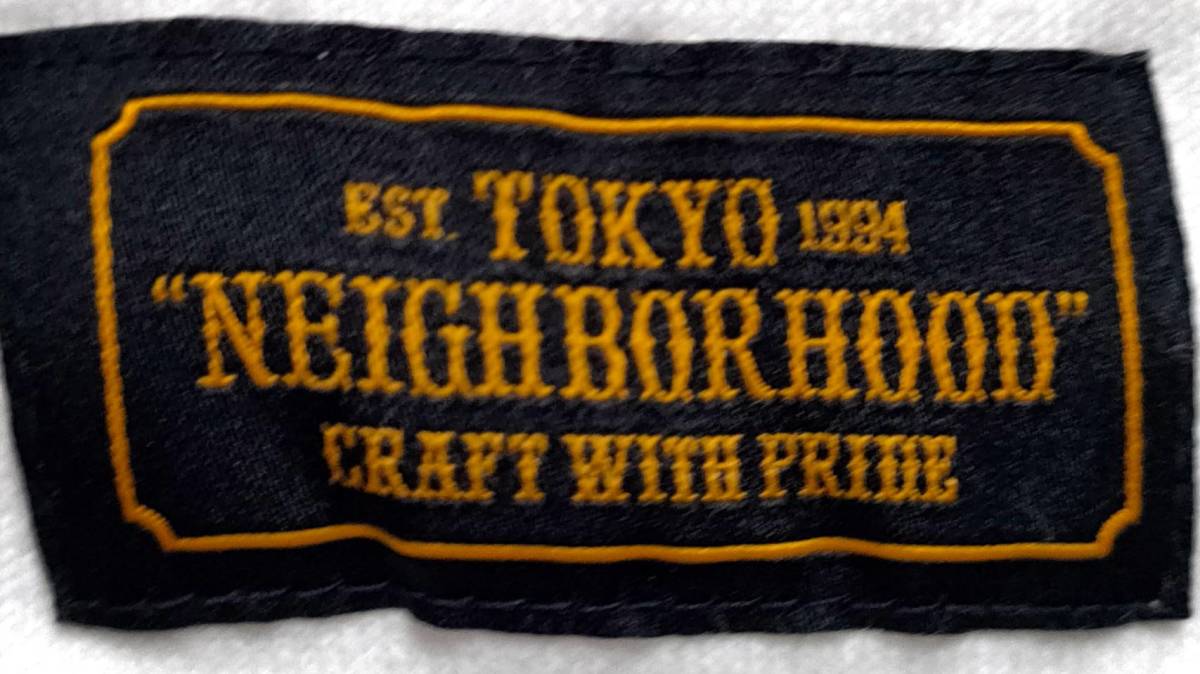 EST. TOKYO 1994
“NEIGHBORHOOD”
CRAFT WITH PRIDE